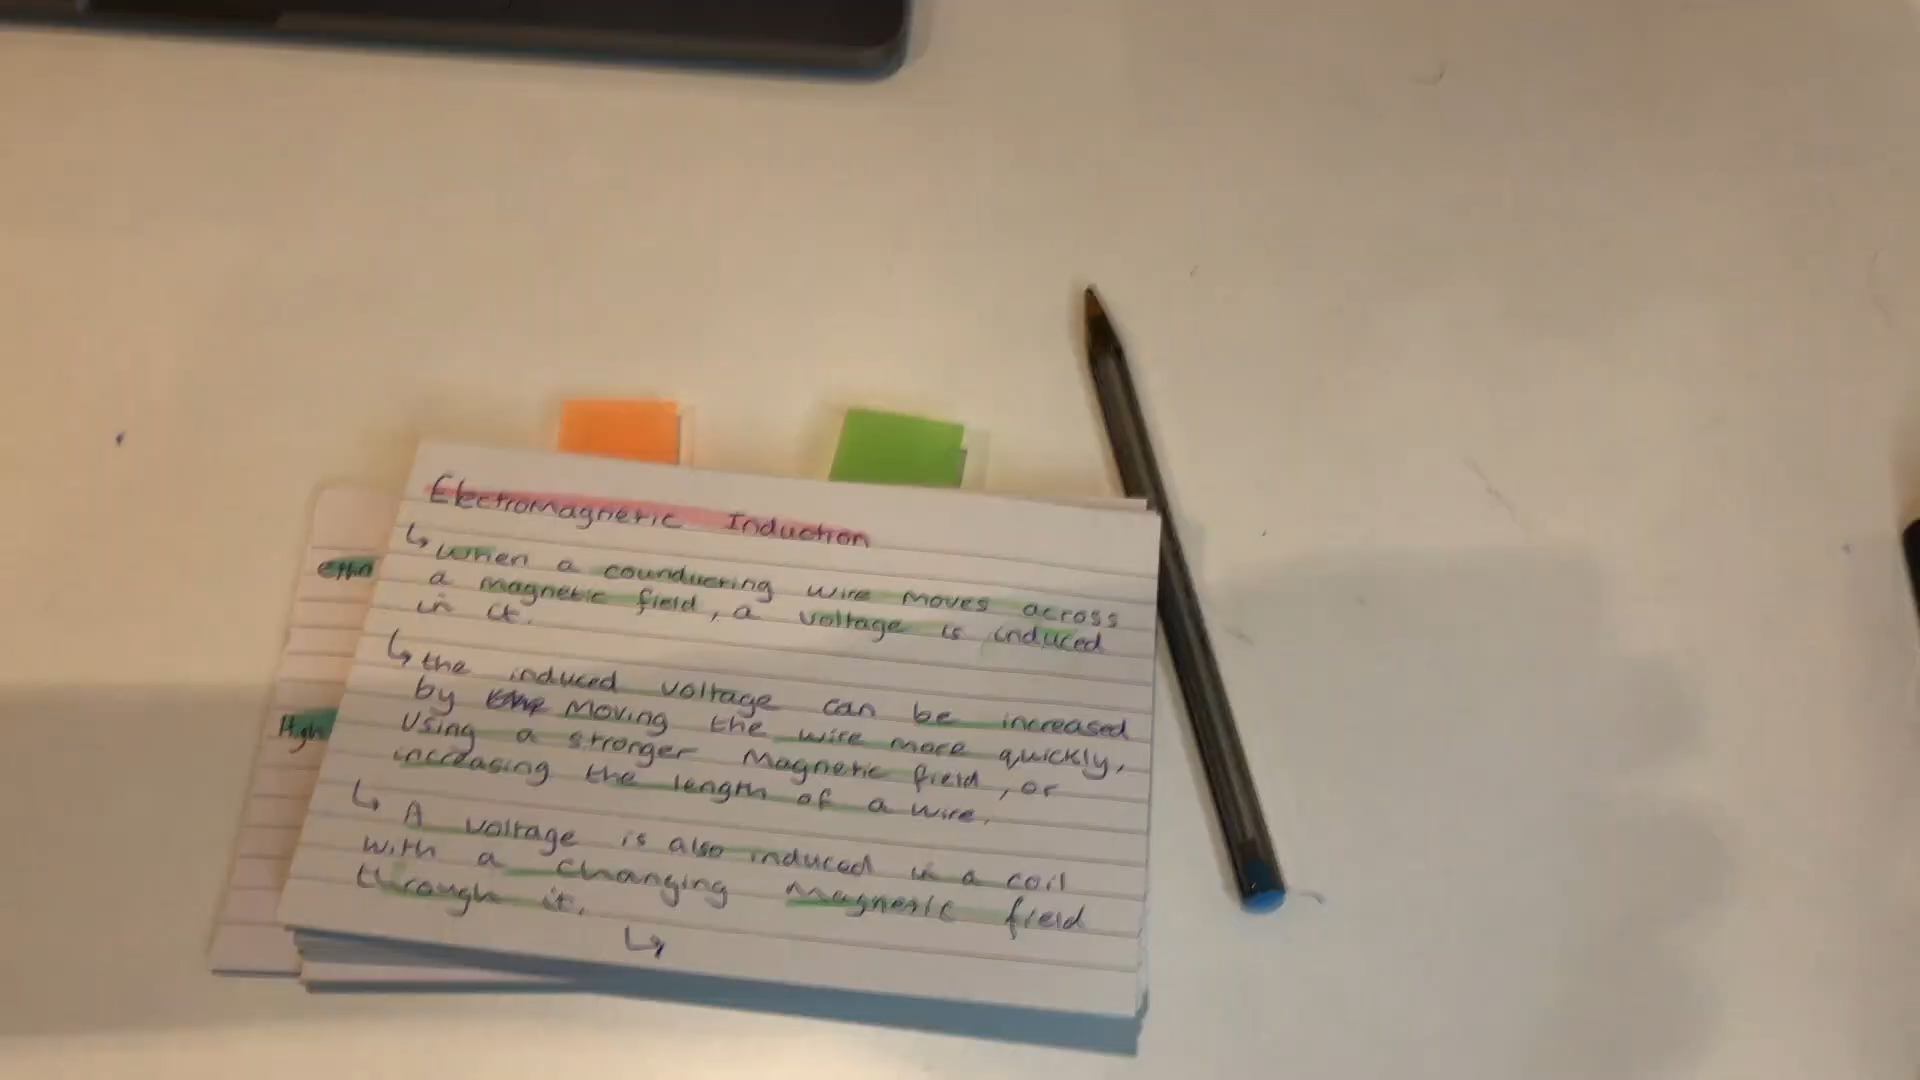 Electromagnetic Induction
↳ when a counducting wire moves across
a magnetic field, a voltage is induced
in it.
↳ the induced voltage can be increased
by moving the wire more quickly,
using a stronger magnetic field, or
increasing the length of a wire.
↳ A voltage is also induced in a coil
with a changing magnetic field
through it.
↳
High